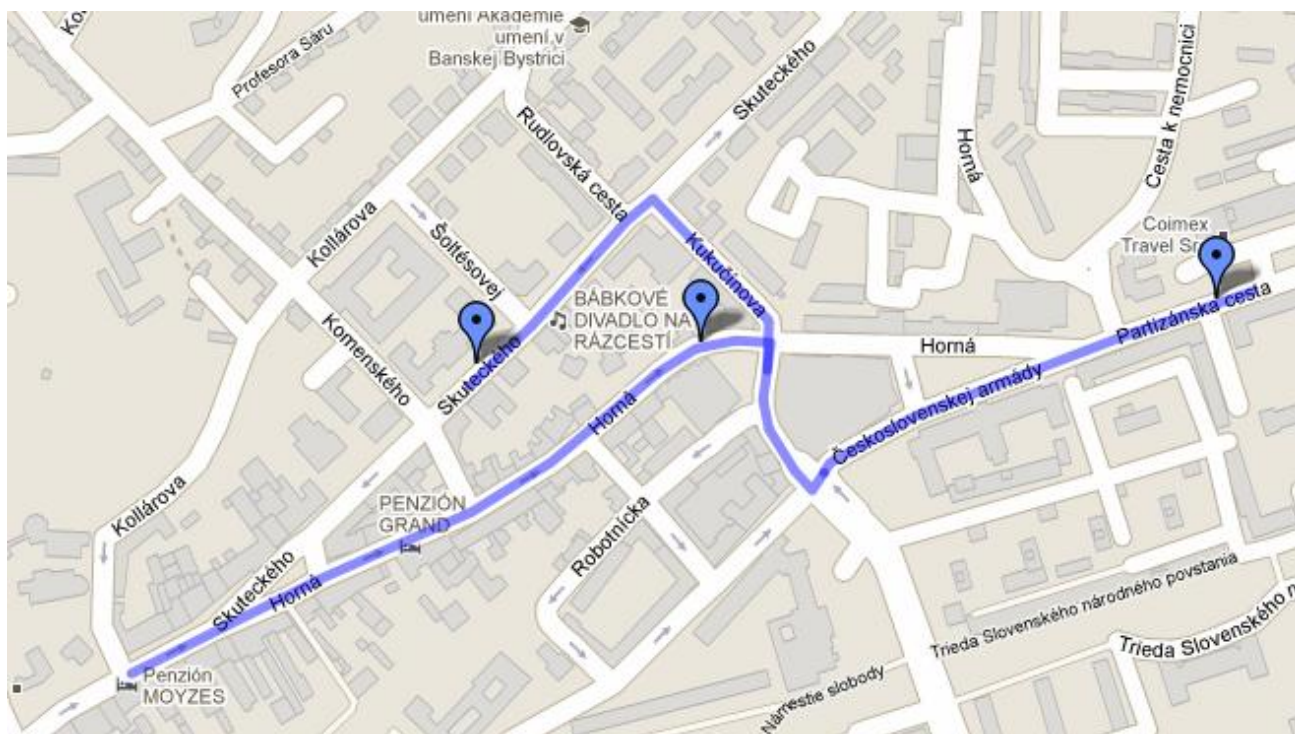 umení Akadémie
umení v
Banskej Bystrici
Profesora Sáru
Skuteckého
Rudlovská cesta
Horná
Cesta k nemocnici
Kollárova
Šoltésovej
Kukučínova
Coimex
BÁBKOVÉ
DIVADLO NA
RÁZCESTÍ
Travel
Partizánska cesta
Komenského
Skuteckého
Horná
Horná
Československej armády
Kollárova
PENZIÓN
GRAND
Robotnícka
Skuteckého
Horná
Trieda Slovenského národného povstania
Trieda Slovenského
Penzión
MOYZES
Námestie slobody